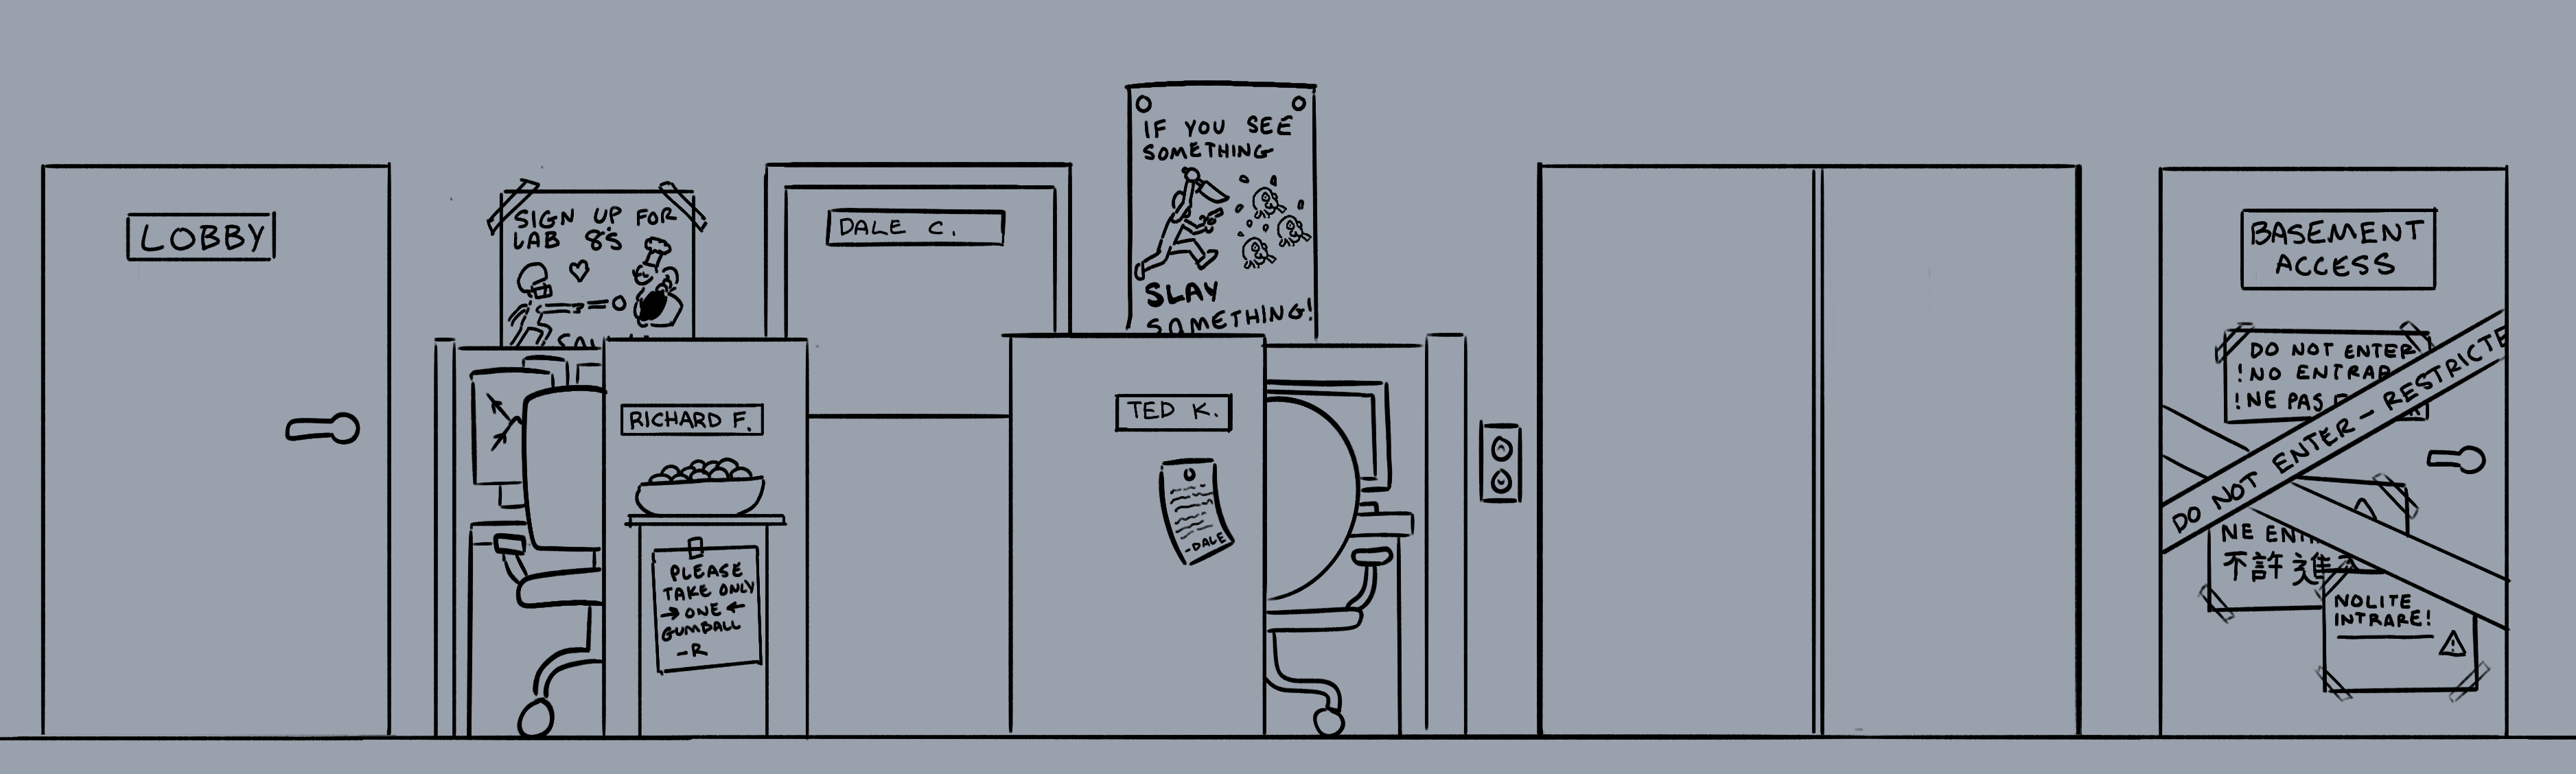 LOBBY
SIGN UP FOR
LAB 8'S
DALE C.
IF YOU SEE
SOMETHING
SLAY
SOMETHING!
RICHARD F.
PLEASE
TAKE ONLY
→ ONE ←
GUMBALL
-R
TED K.
-DALE
BASEMENT
ACCESS
DO NOT ENTER
!NO ENTRAR
!NE PAS
DO NOT ENTER - RESTRICTE
NE
不許進
NOLITE
INTRARE!